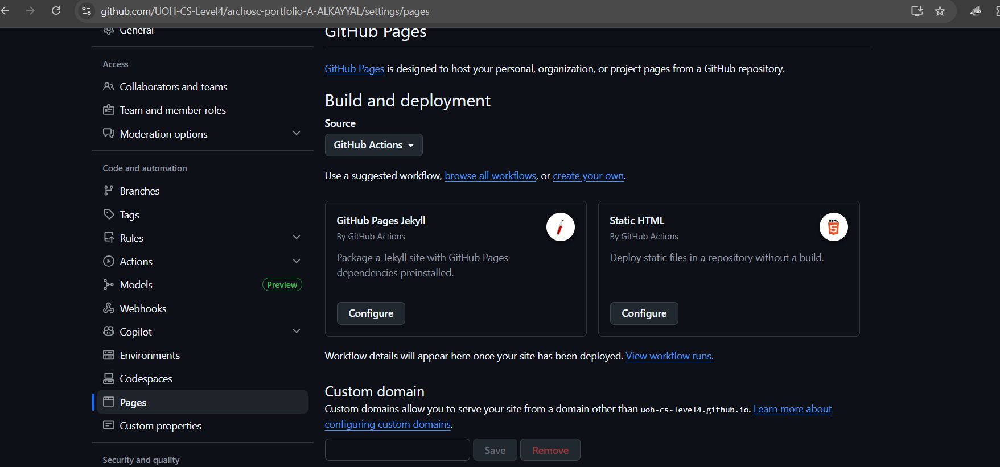 github.com/UOH-CS-Level4/archosc-portfolio-A-ALKAYYAL/settings/pages
General
Access
Collaborators and teams
Team and member roles
Moderation options
Code and automation
Branches
Tags
Rules
Actions
Models Preview
Webhooks
Copilot
Environments
Codespaces
Pages
Custom properties
Security and quality
GitHub Pages
GitHub Pages is designed to host your personal, organization, or project pages from a GitHub repository.
Build and deployment
Source
GitHub Actions
Use a suggested workflow, browse all workflows, or create your own.
GitHub Pages Jekyll
By GitHub Actions
Package a Jekyll site with GitHub Pages
dependencies preinstalled.
Configure
Static HTML
HTML
5
By GitHub Actions
Deploy static files in a repository without a build.
Configure
Workflow details will appear here once your site has been deployed. View workflow runs.
Custom domain
Custom domains allow you to serve your site from a domain other than uoh-cs-level4.github.io. Learn more about
configuring custom domains.
Save Remove